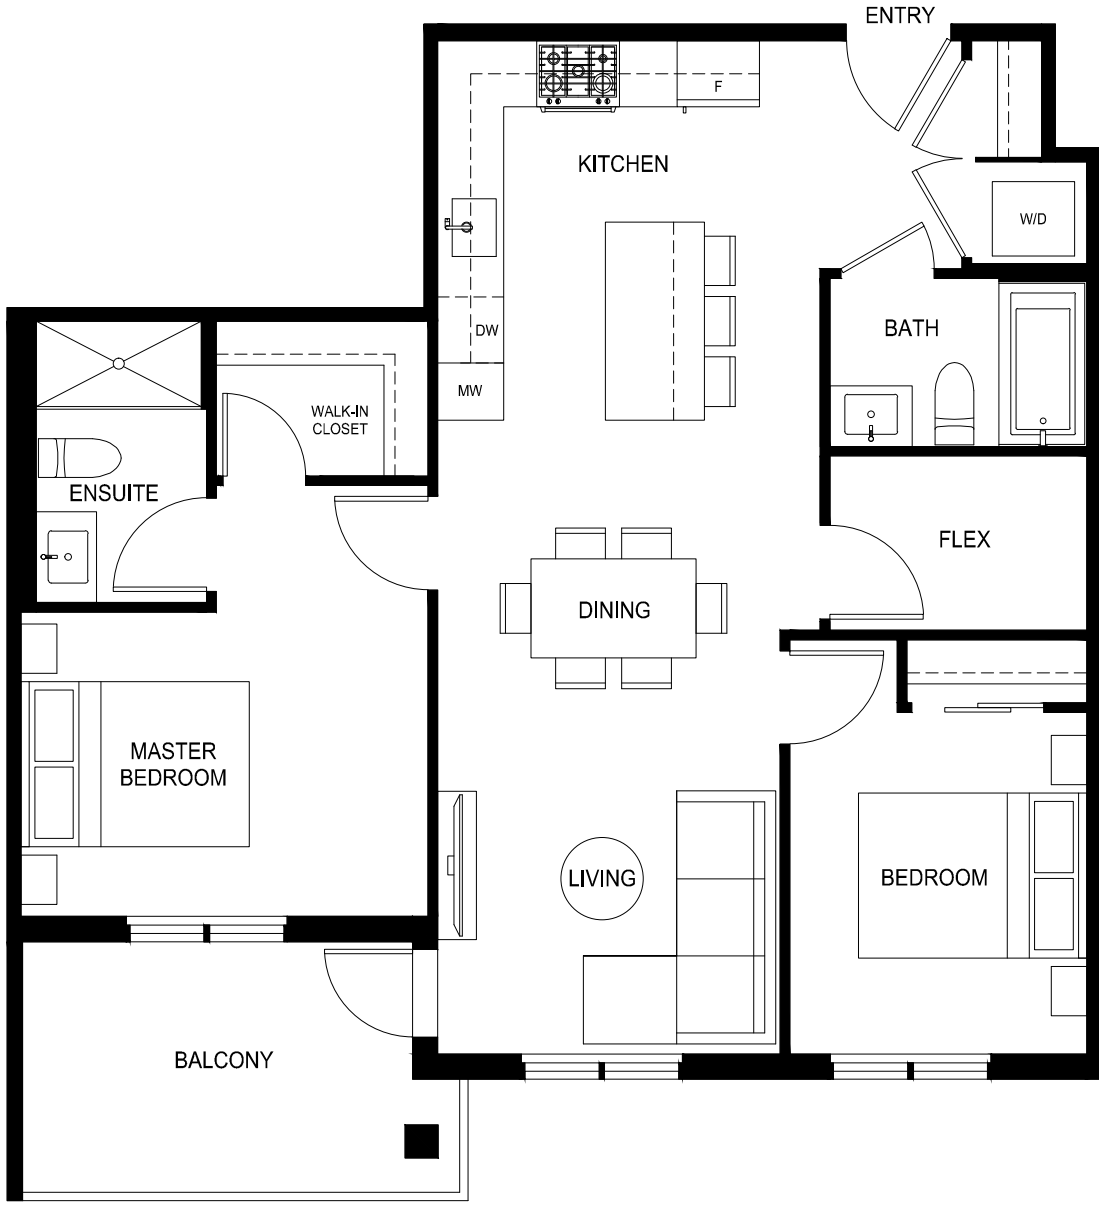 ENTRY
F
KITCHEN
W/D
DW
BATH
MW
WALK-IN
CLOSET
ENSUITE
FLEX
DINING
MASTER
BEDROOM
LIVING
BEDROOM
BALCONY